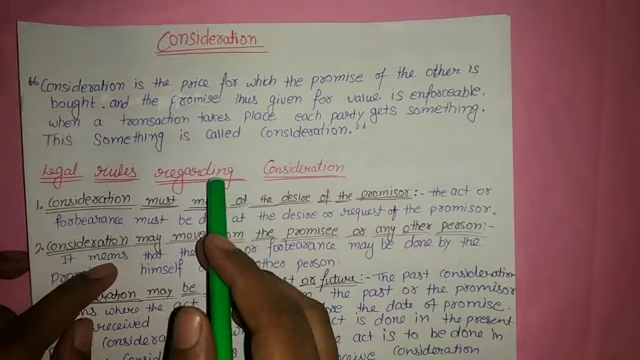 Consideration
"Consideration is the price for which the promise of the other is
bought. and the promise thus given for value is enforceable.
when a transaction takes place each party gets something.
This something is called consideration."
Legal rules regarding Consideration
1. Consideration must at the desire of the promisor:- the act or
forbearance must be at the desire or request of the promisor.
2. Consideration may move from the promisee or any other person:-
It means that the or forbearance may be done by the
himself other person.
may be or future:- The past consideration
where the act the past or the promisor
received the date of promise.
is done in the present
act is to be done in
consideration